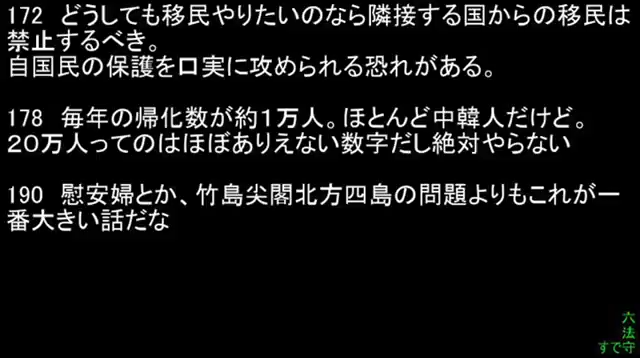 172　どうしても移民やりたいのなら隣接する国からの移民は
禁止するべき。
自国民の保護を口実に攻められる恐れがある。
178　毎年の帰化数が約１万人。ほとんど中韓人だけど。
２０万人ってのはほぼありえない数字だし絶対やらない
190　慰安婦とか、竹島尖閣北方四島の問題よりもこれが一
番大きい話だな
六
法
すで守